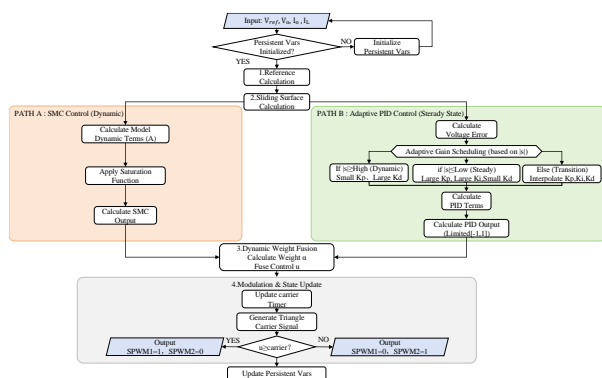 Input: Vref, Vo, Io, IL
Persistent Vars
Initialized?
NO
Initialize
Persistent Vars
YES
1.Reference
Calculation
2.Sliding Surface
Calculation
PATH A : SMC Control (Dynamic)
Calculate Model
Dynamic Terms (A)
Apply Saturation
Function
Calculate SMC
Output
PATH B : Adaptive PID Control (Steady State)
Calculate
Voltage Error
Adaptive Gain Scheduling (based on |s|)
If |s|≥High (Dynamic)
Small Kp, Large Kd
if |s|≤Low (Steady)
Large Kp, Large Ki,Small Kd
Else (Transition)
Interpolate Kp,Ki,Kd
Calculate
PID Terms
Calculate PID Output
(Limited[-1,1])
3.Dynamic Weight Fusion
Calculate Weight α
Fuse Control u
4.Modulation & State Update
Update carrier
Timer
Generate Triangle
Carrier Signal
u≥carrier?
YES
NO
Output
SPWM1=1, SPWM2=0
Output
SPWM1=0, SPWM2=1
Update Persistent Vars